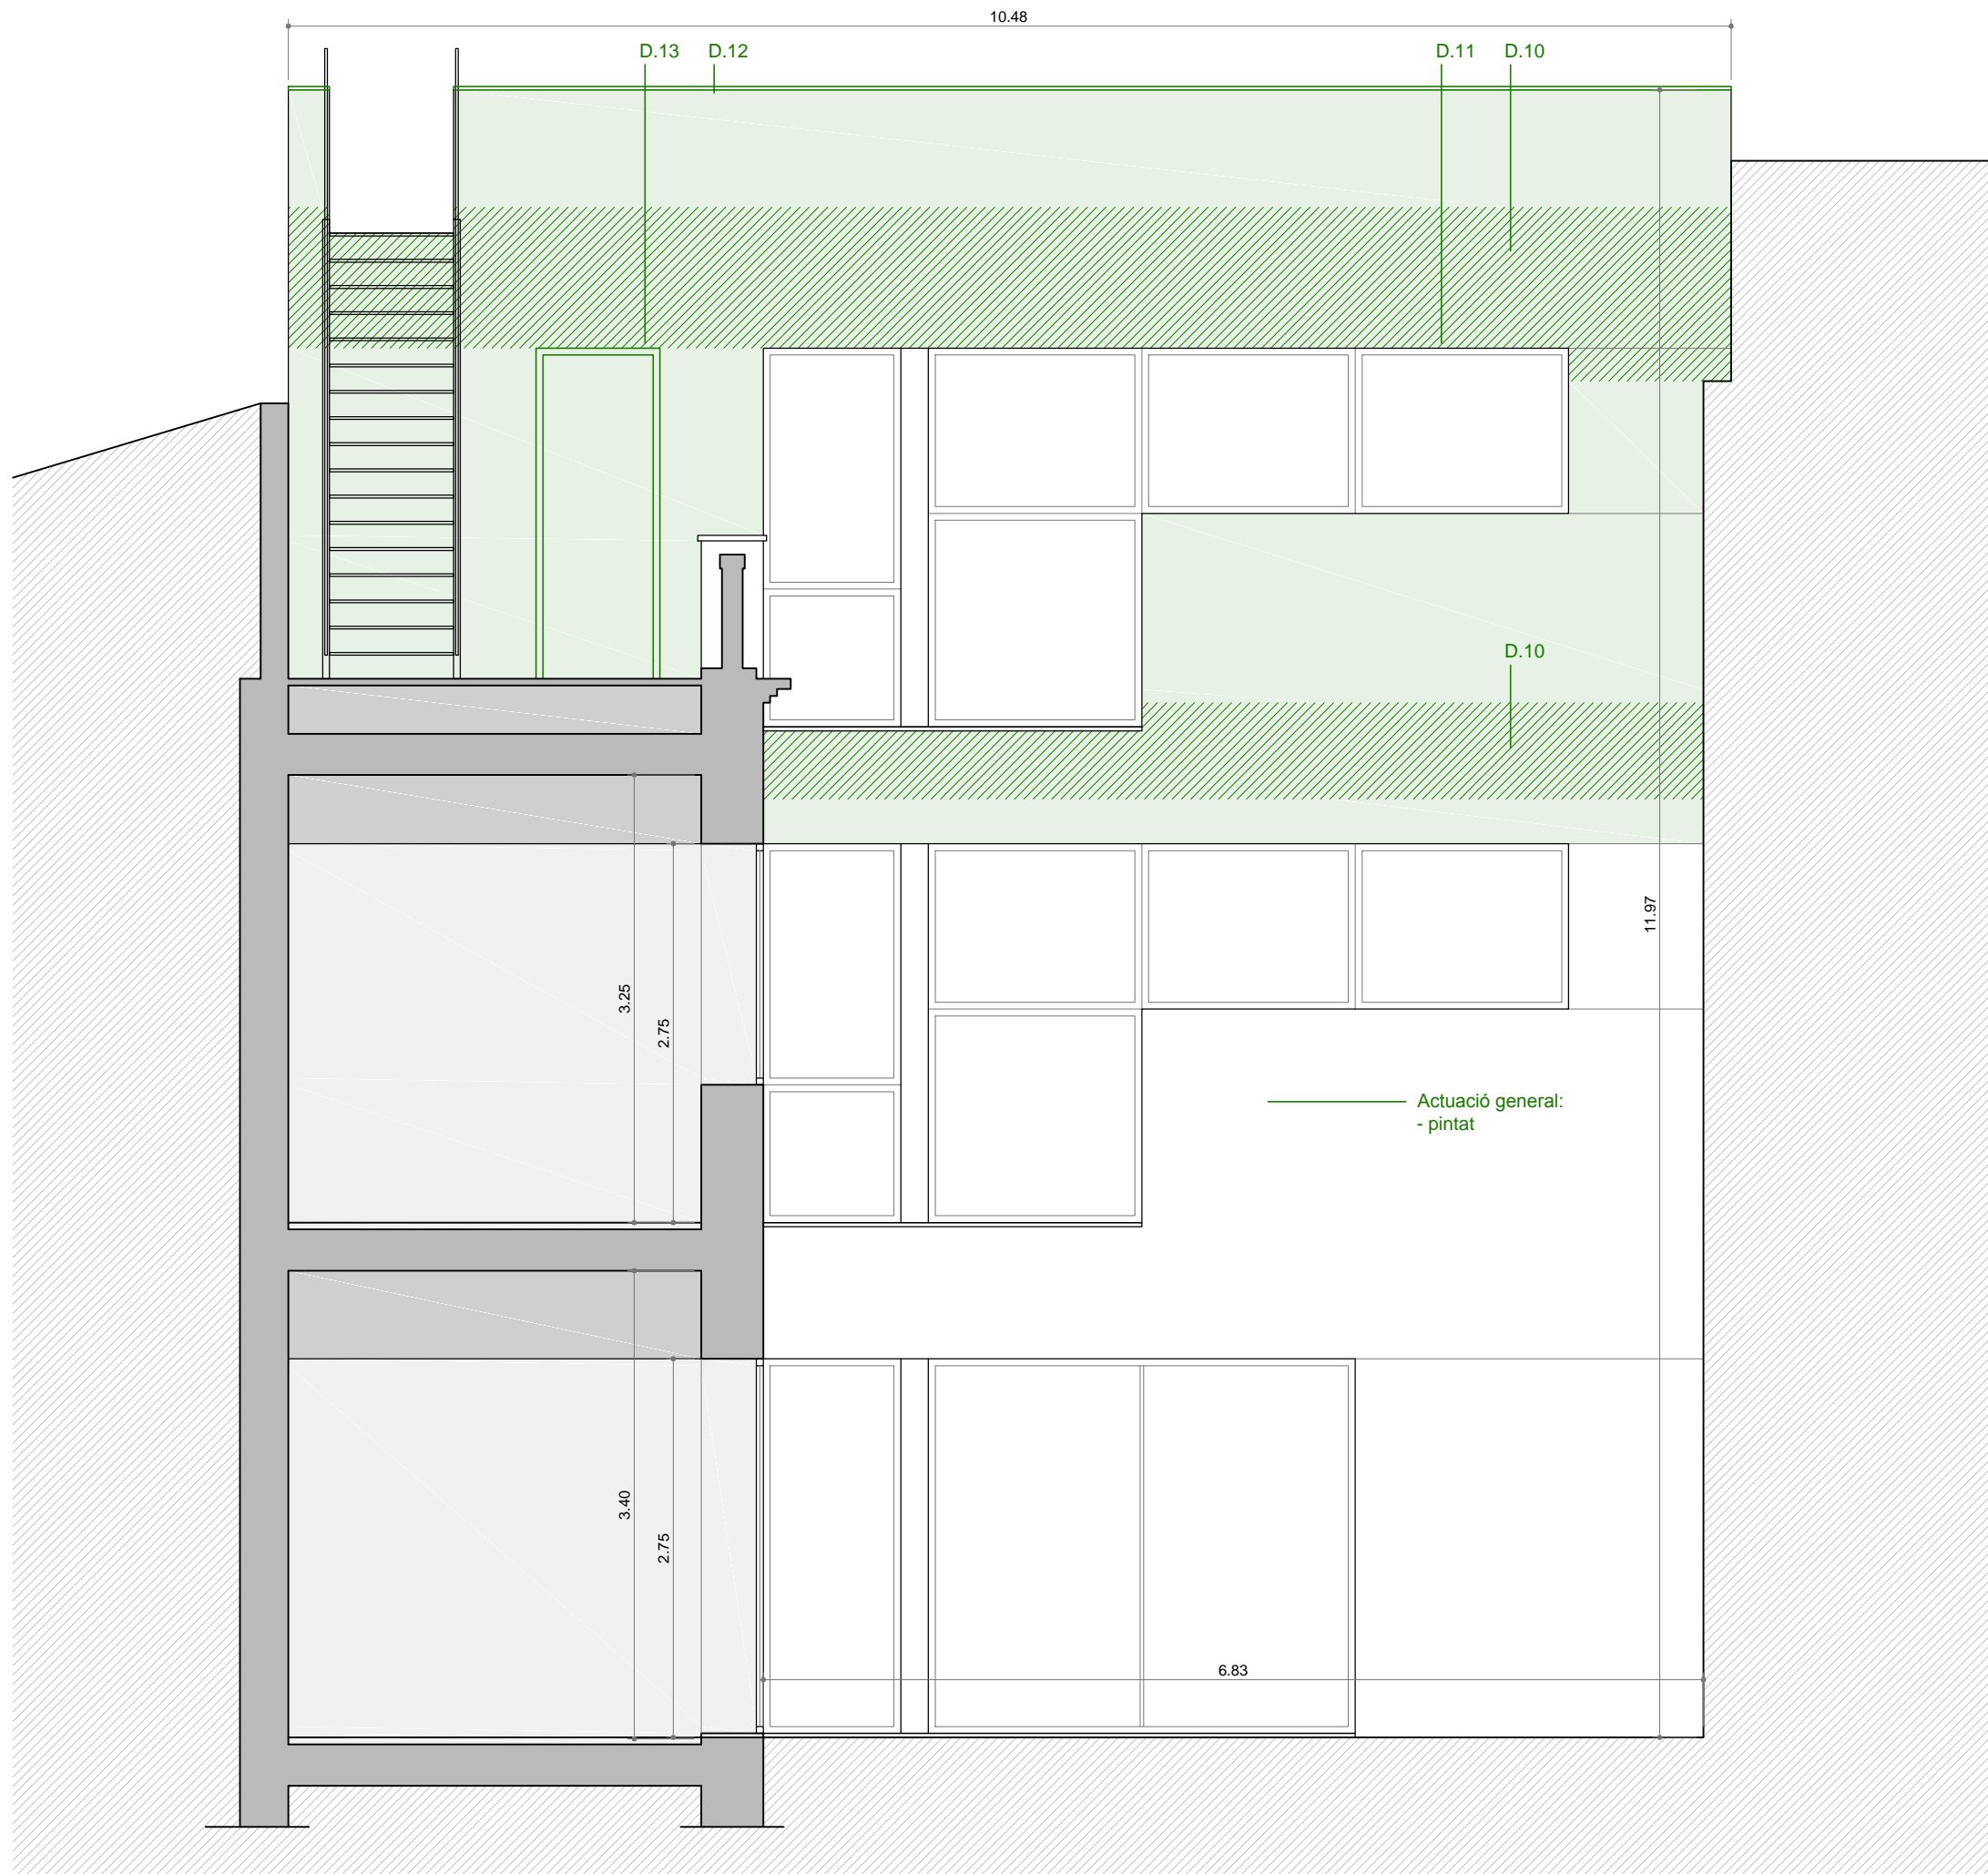 10.48
D.13
D.12
D.11
D.10
D.10
11.97
3.25
2.75
Actuació general:
- pintat
3.40
2.75
6.83